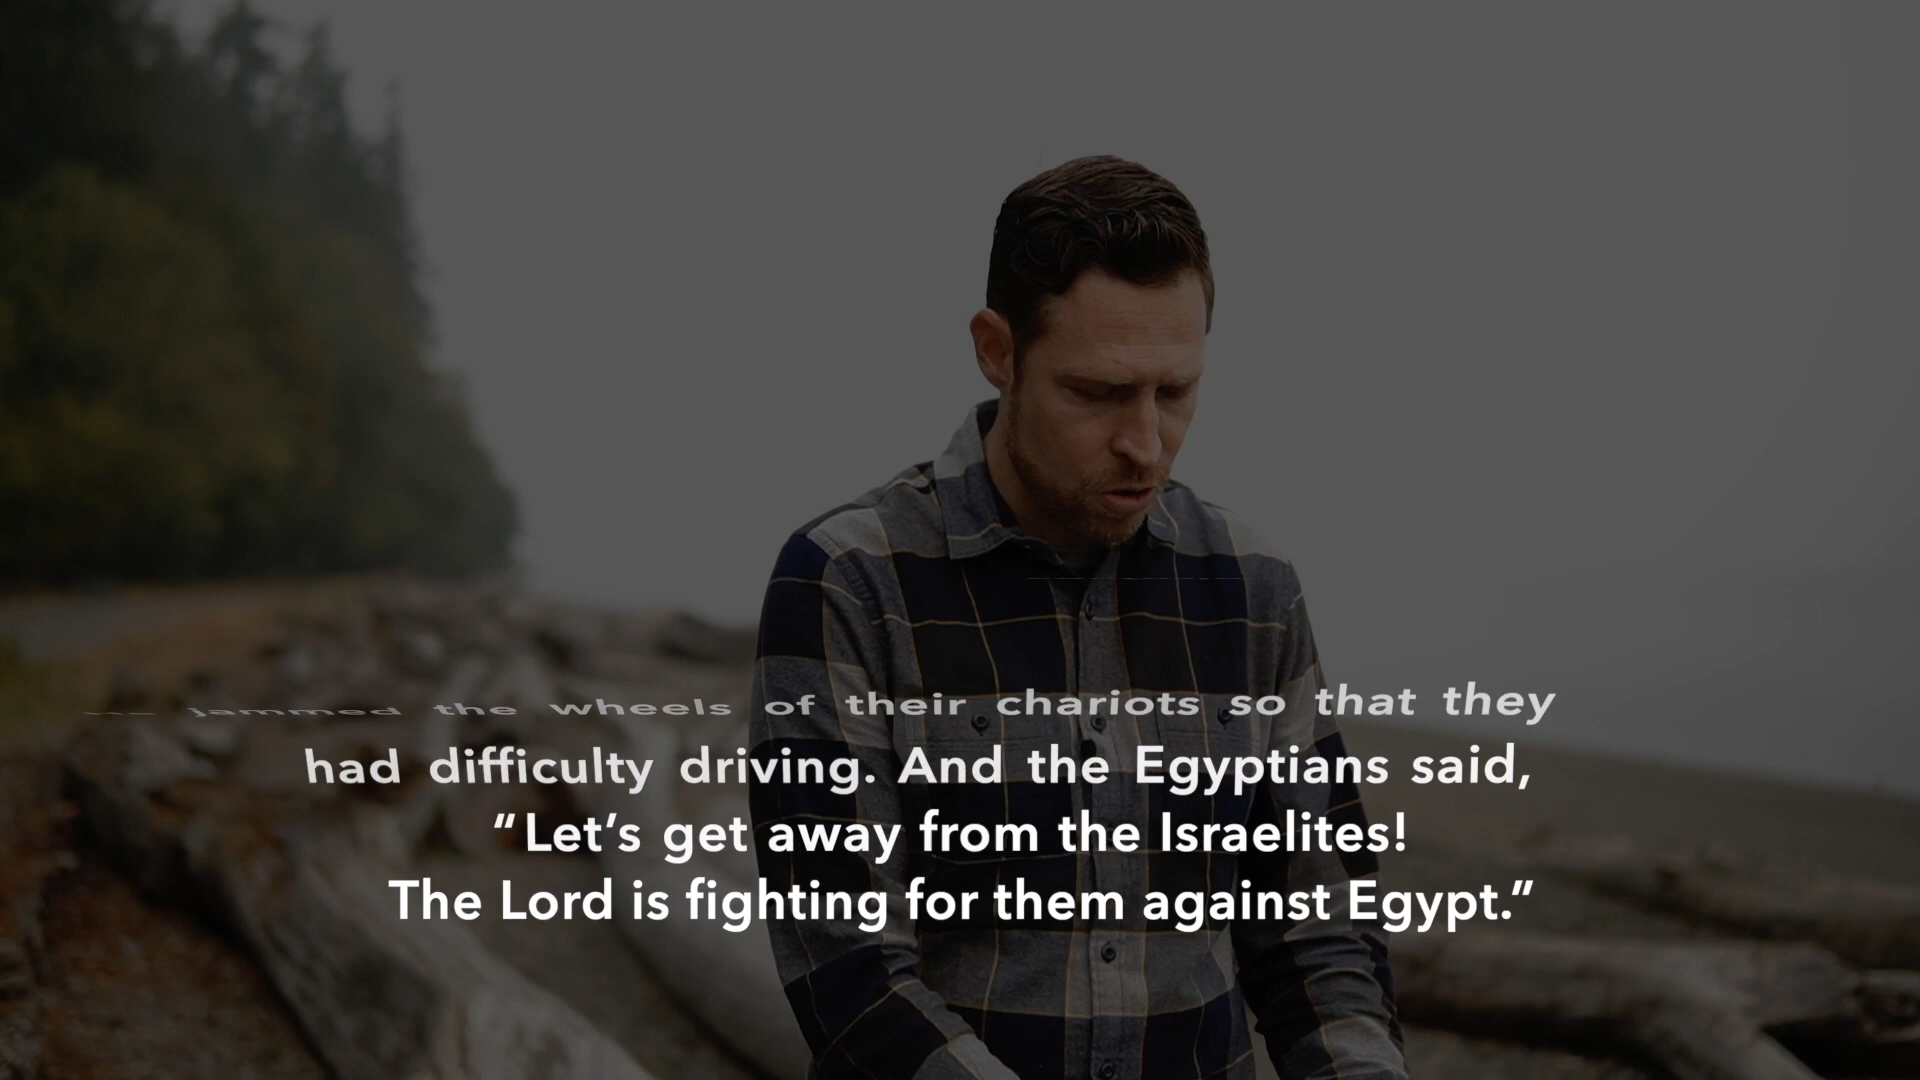 jammed the wheels of their chariots so that they
had difficulty driving. And the Egyptians said,
“Let’s get away from the Israelites!
The Lord is fighting for them against Egypt.”